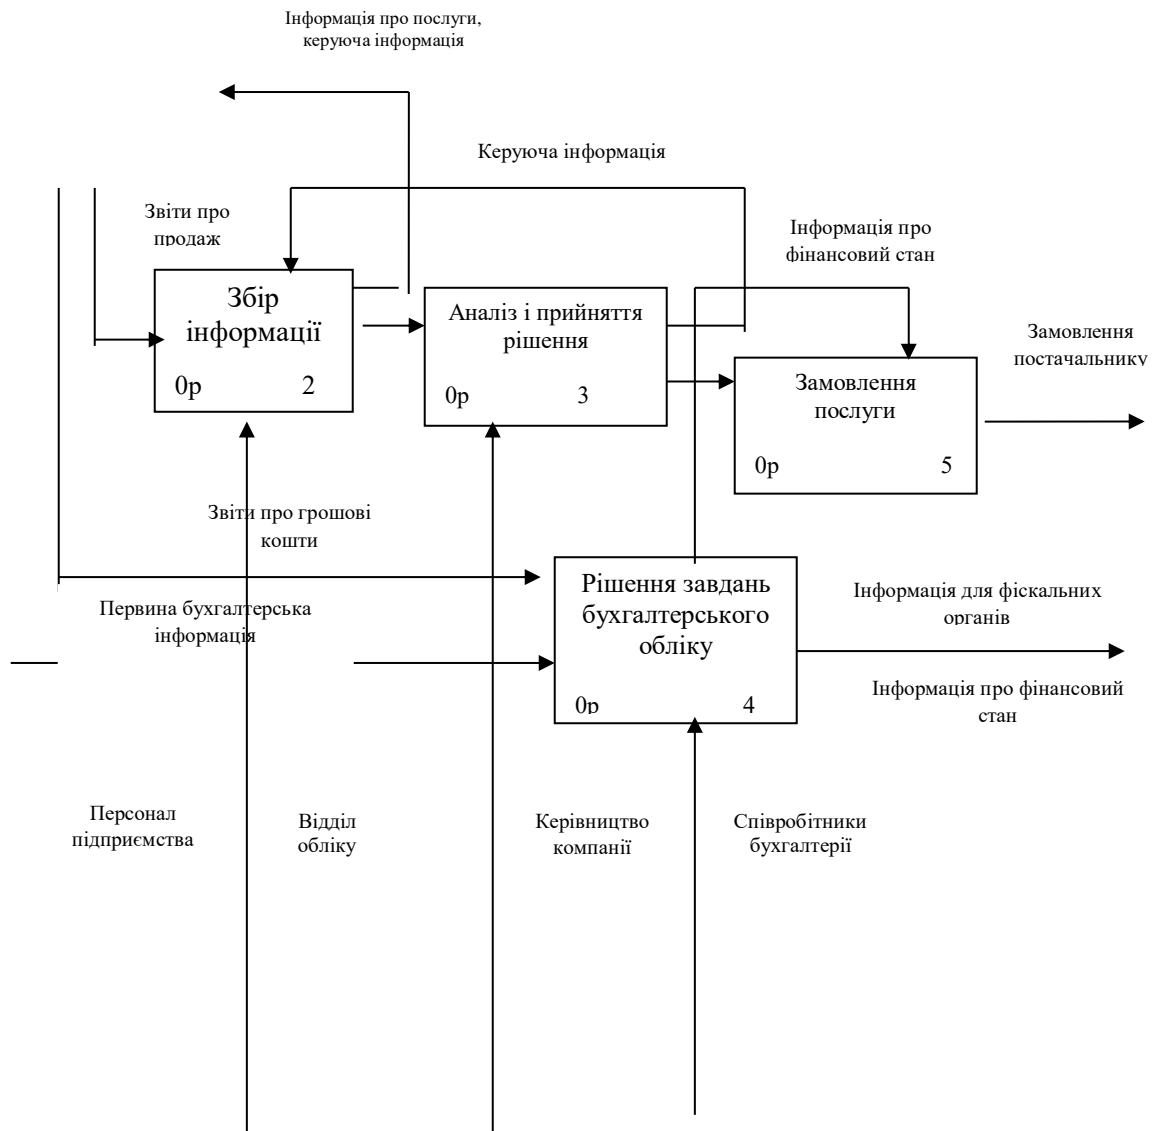 Інформація про послуги,
керуюча інформація
Керуюча інформація
Звіти про
продаж
Інформація про
фінансовий стан
Збір
інформації
0р 2
Аналіз і прийняття
рішення
0р 3
Замовлення
постачальнику
Замовлення
послуги
0р 5
Звіти про грошові
кошти
Первина бухгалтерська
інформація
Рішення завдань
бухгалтерського
обліку
0р 4
Інформація для фіскальних
органів
Інформація про фінансовий
стан
Персонал
підприємства
Відділ
обліку
Керівництво
компанії
Співробітники
бухгалтерії